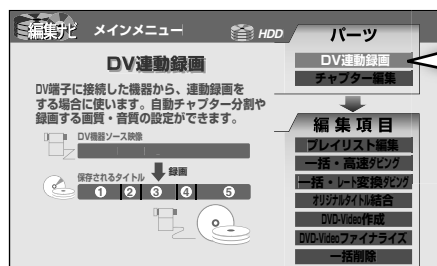 編集ナビ メインメニュー HDD
DV連動録画
DV端子に接続した機器から、連動録画を
する場合に使います。自動チャプター分割や
録画する画質・音質の設定ができます。
DV機器ソース映像
録画
保存されるタイトル
① ② ③ ④ ⑤
パーツ
DV連動録画
チャプター編集
編集項目
プレイリスト編集
一括・高速ダビング
一括・レート変換ダビング
オリジナルタイトル結合
DVD-Video作成
DVD-Videoファイナライズ
一括削除